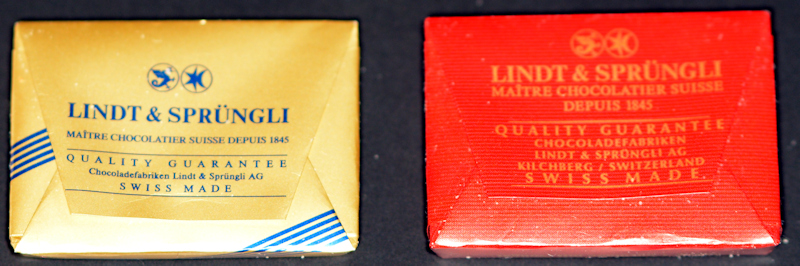 LINDT & SPRÜNGLI
MAÎTRE CHOCOLATIER SUISSE DEPUIS 1845
QUALITY GUARANTEE
Chocoladefabriken Lindt & Sprüngli AG
SWISS MADE
LINDT & SPRÜNGLI
MAÎTRE CHOCOLATIER SUISSE
DEPUIS 1845
QUALITY GUARANTEE
CHOCOLADEFABRIKEN
LINDT & SPRÜNGLI AG
KILCHBERG / SWITZERLAND
SWISS MADE.